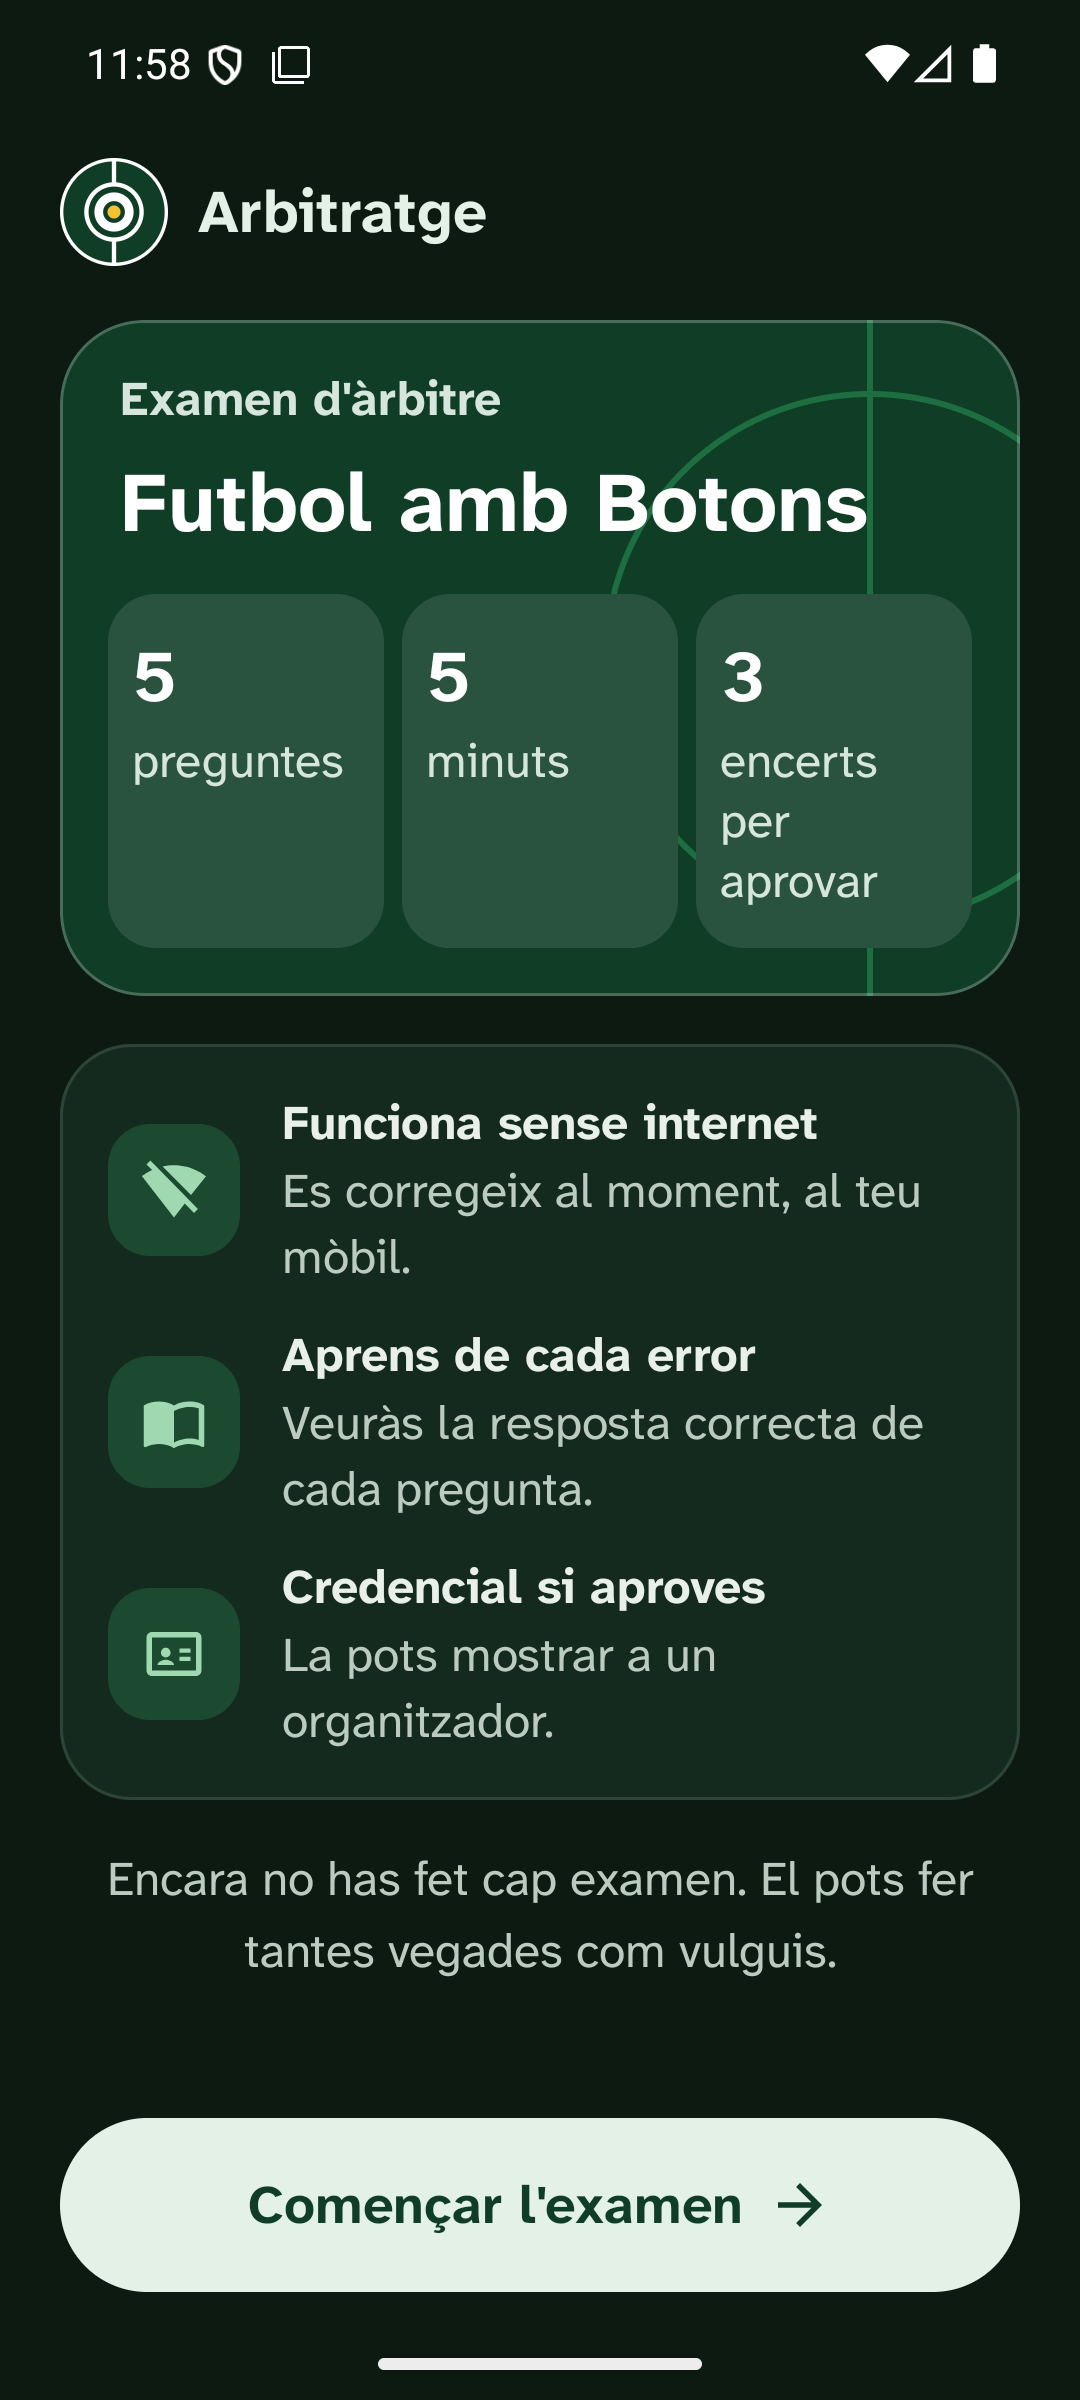 11:58
Arbitratge
Examen d'àrbitre
Futbol amb Botons
5
preguntes
5
minuts
3
encerts
per
aprovar
Funciona sense internet
Es corregeix al moment, al teu
mòbil.
Aprens de cada error
Veuràs la resposta correcta de
cada pregunta.
Credencial si aproves
La pots mostrar a un
organitzador.
Encara no has fet cap examen. El pots fer
tantes vegades com vulguis.
Començar l'examen